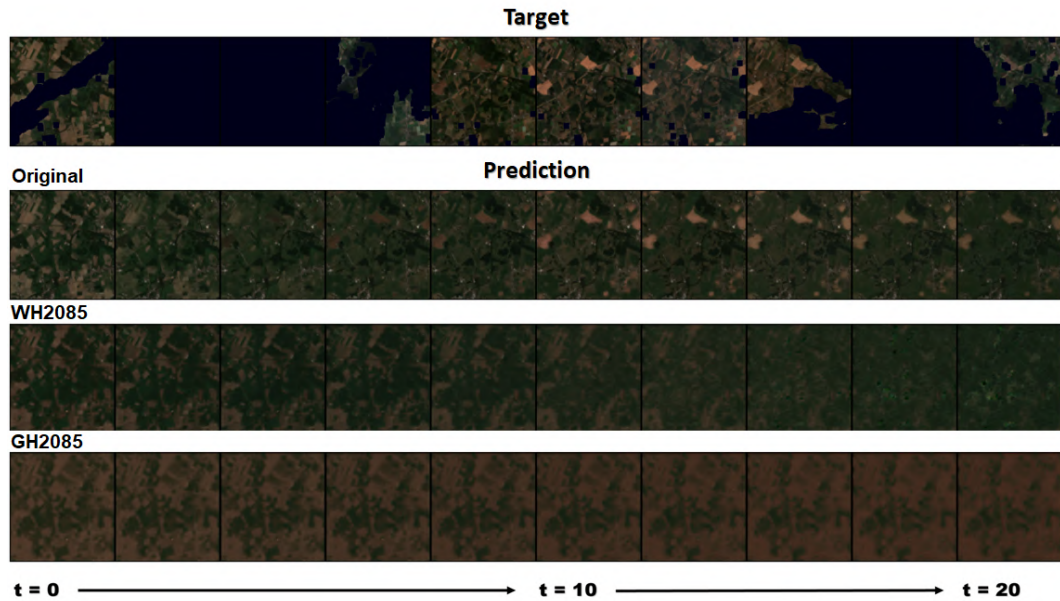 Target
Prediction
Original
WH2085
GH2085
t = 0
t = 10
t = 20